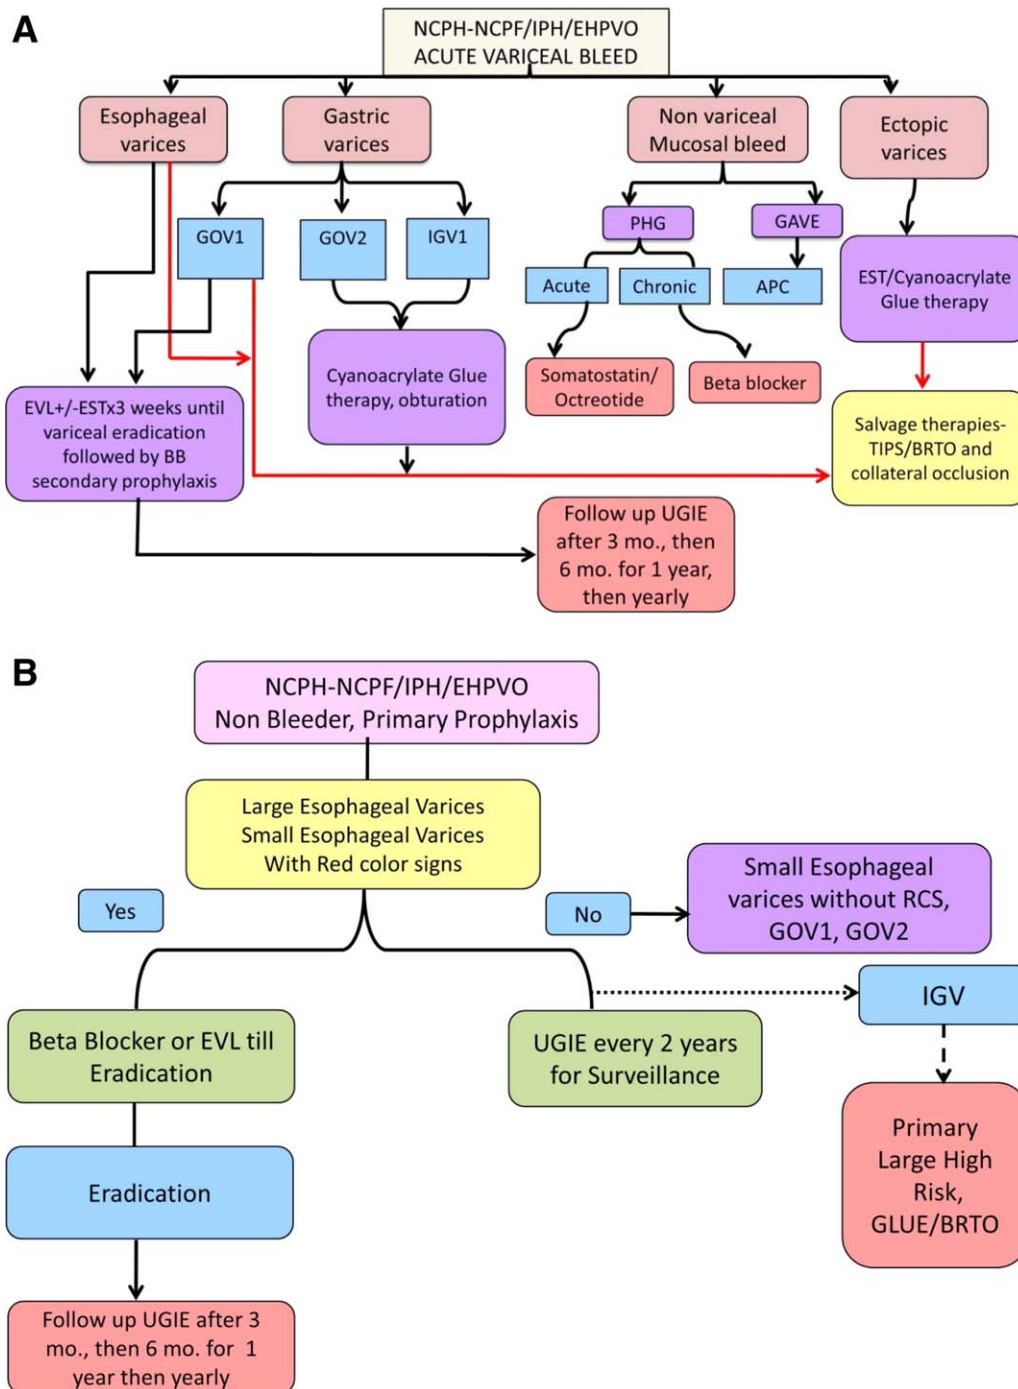 A
NCPH-NCPF/IPH/EHPVO
ACUTE VARICEAL BLEED
Esophageal
varices
Gastric
varices
Non variceal
Mucosal bleed
Ectopic
varices
GOV1
GOV2
IGV1
PHG
GAVE
Acute
Chronic
APC
EST/Cyanoacrylate
Glue therapy
EVL+/-ESTx3 weeks until
variceal eradication
followed by BB
secondary prophylaxis
Cyanoacrylate Glue
therapy, obturation
Somatostatin/
Octreotide
Beta blocker
Salvage therapies-
TIPS/BRTO and
collateral occlusion
Follow up UGIE
after 3 mo., then
6 mo. for 1 year,
then yearly
B
NCPH-NCPF/IPH/EHPVO
Non Bleeder, Primary Prophylaxis
Large Esophageal Varices
Small Esophageal Varices
With Red color signs
Yes
No
Small Esophageal
varices without RCS,
GOV1, GOV2
IGV
Beta Blocker or EVL till
Eradication
UGIE every 2 years
for Surveillance
Primary
Large High
Risk,
GLUE/BRTO
Eradication
Follow up UGIE after 3
mo., then 6 mo. for 1
year then yearly